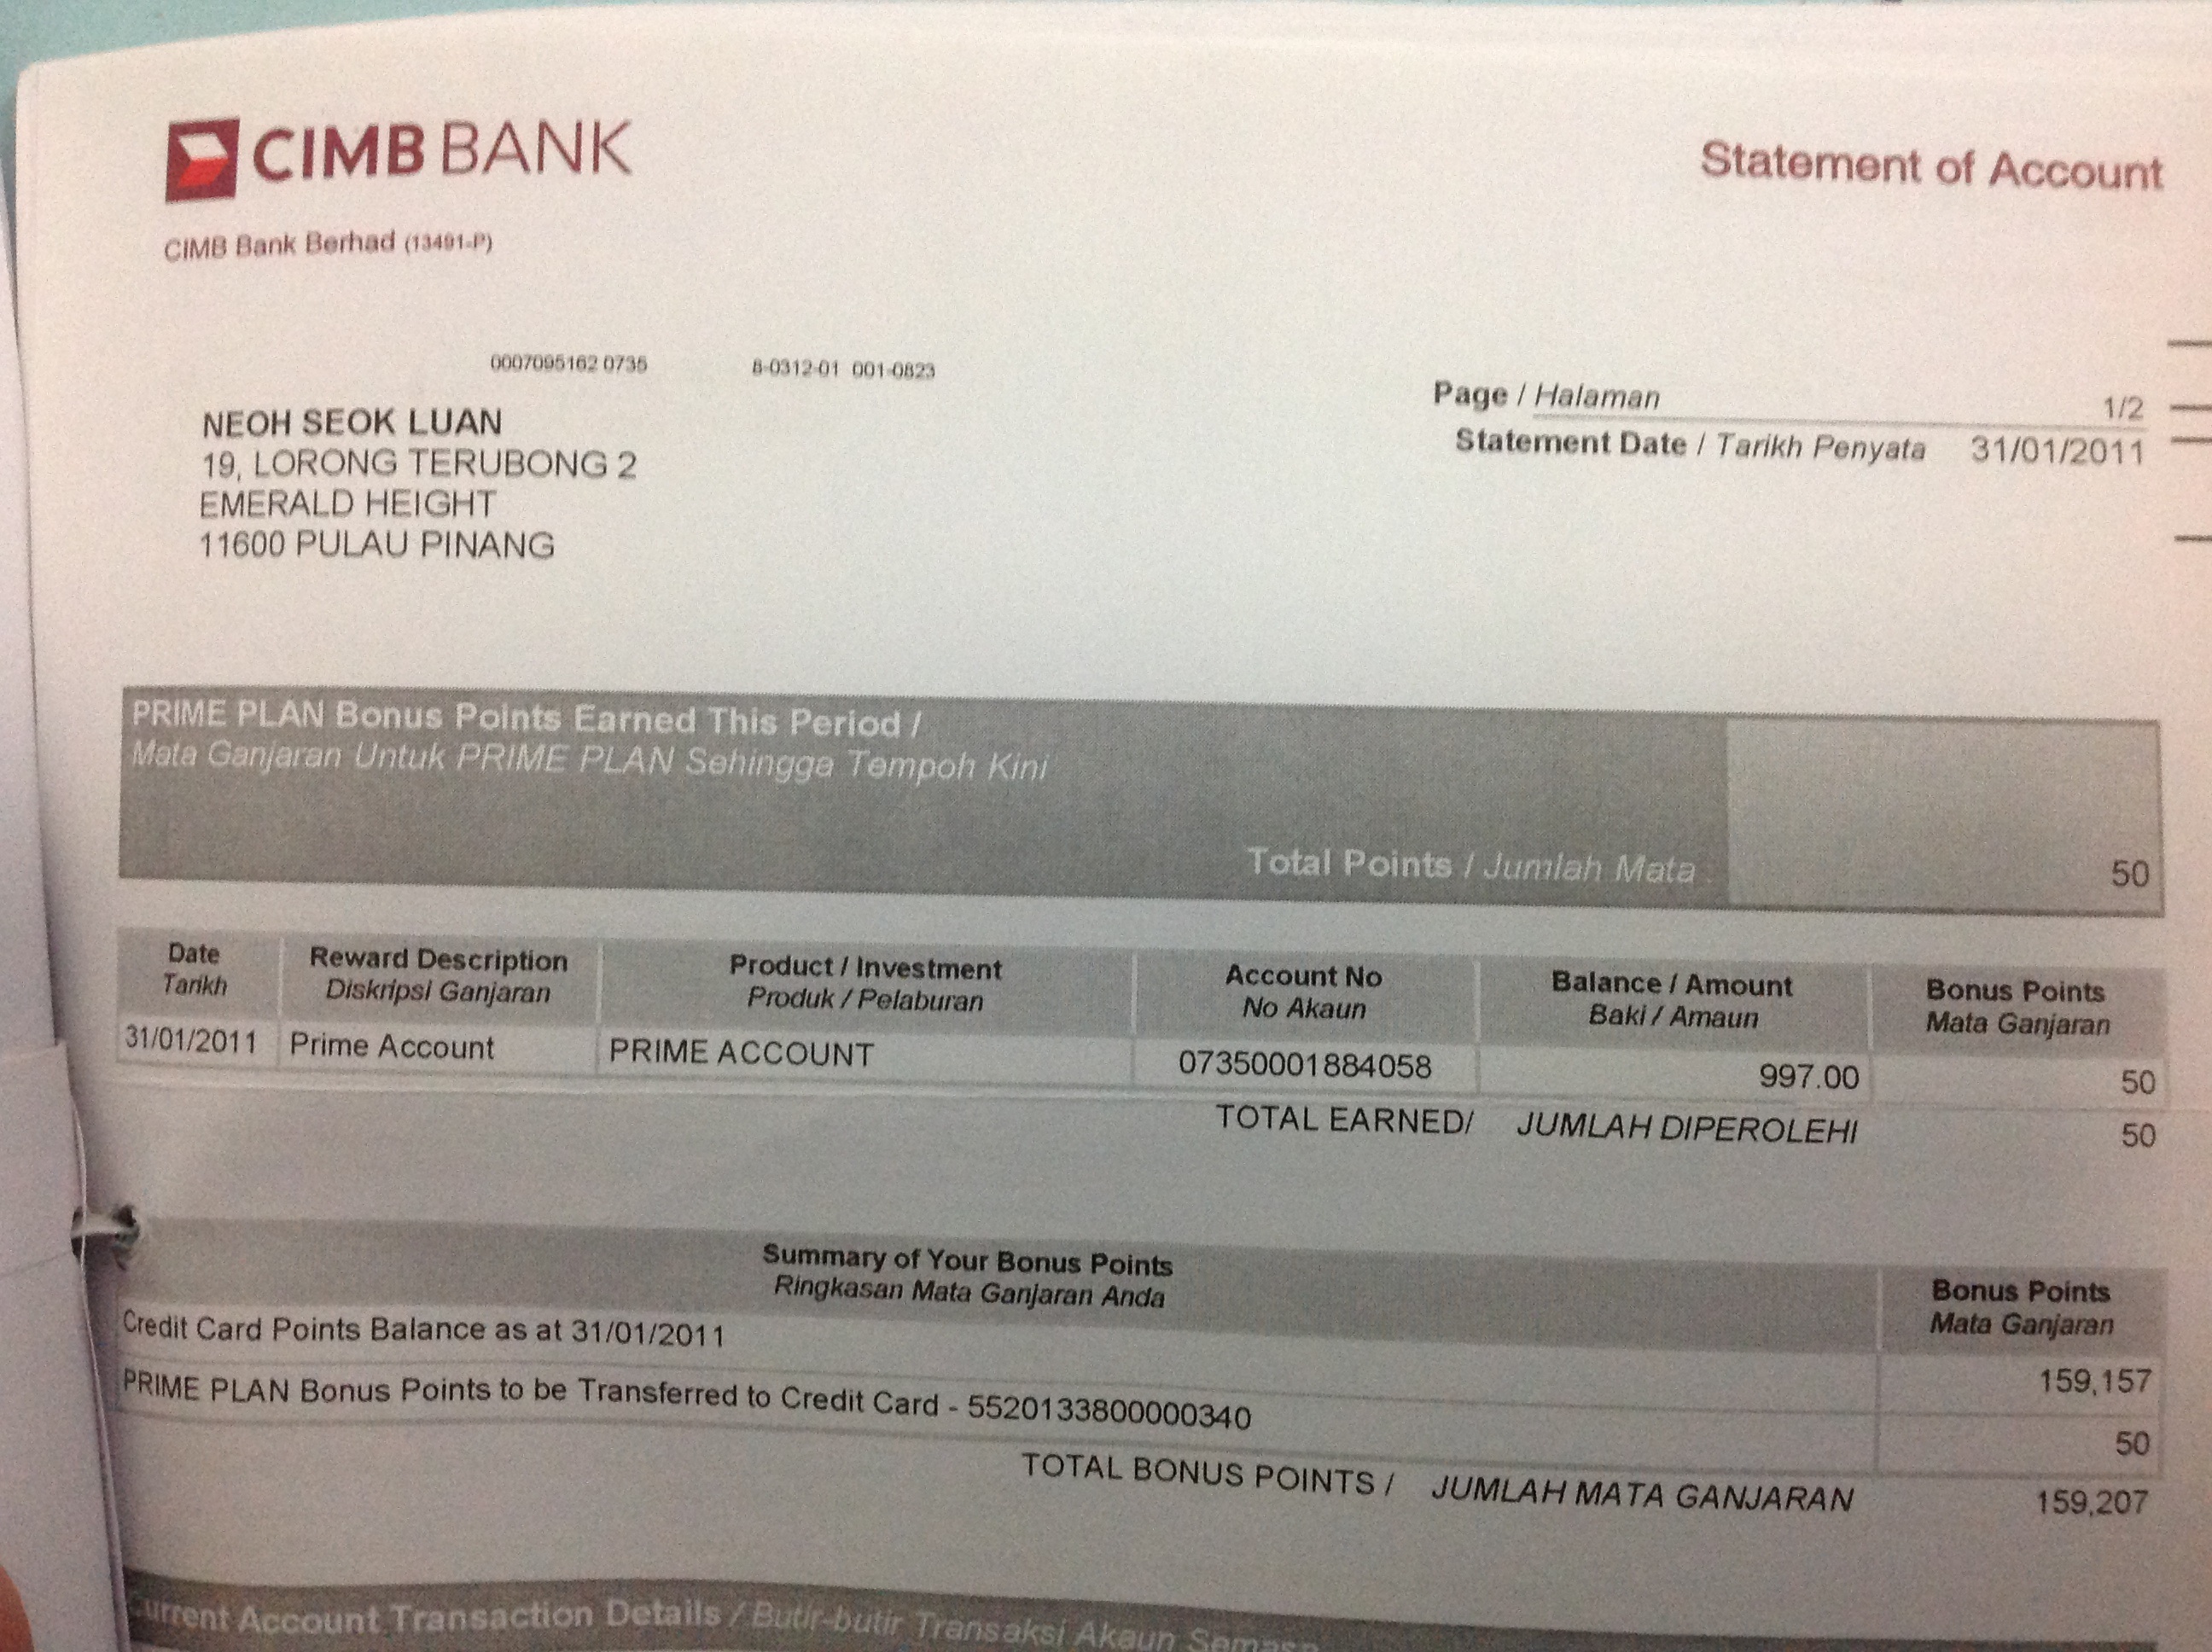 CIMB BANK
Statement of Account
CIMB Bank Berhad (13491-P)
0007095162 0735 8-0312-01 001-0823
Page / Halaman 1/2
Statement Date / Tarikh Penyata 31/01/2011
NEOH SEOK LUAN
19, LORONG TERUBONG 2
EMERALD HEIGHT
11600 PULAU PINANG
PRIME PLAN Bonus Points Earned This Period /
Mata Ganjaran Untuk PRIME PLAN Sehingga Tempoh Kini
Total Points / Jumlah Mata 50
Date Reward Description Product / Investment Account No Balance / Amount Bonus Points
Tarikh Diskripsi Ganjaran Produk / Pelaburan No Akaun Baki / Amaun Mata Ganjaran
31/01/2011 Prime Account PRIME ACCOUNT 07350001884058 997.00 50
TOTAL EARNED/ JUMLAH DIPEROLEHI 50
Summary of Your Bonus Points Bonus Points
Ringkasan Mata Ganjaran Anda Mata Ganjaran
Credit Card Points Balance as at 31/01/2011 159,157
PRIME PLAN Bonus Points to be Transferred to Credit Card - 5520133800000340 50
TOTAL BONUS POINTS / JUMLAH MATA GANJARAN 159,207
Current Account Transaction Details / Butir-butir Transaksi Akaun Semasa